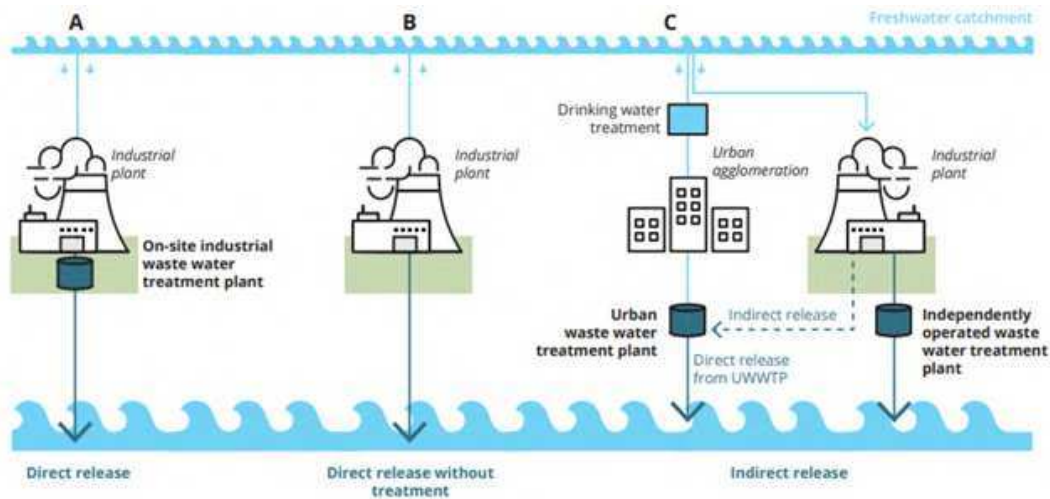 A
B
C
Freshwater catchment
Industrial
plant
On-site industrial
waste water
treatment plant
Industrial
plant
Drinking water
treatment
Urban
agglomeration
Industrial
plant
Urban
waste water
treatment plant
Indirect release
Independently
operated waste
water treatment
plant
Direct release
from UWWTP
Direct release
Direct release without
treatment
Indirect release